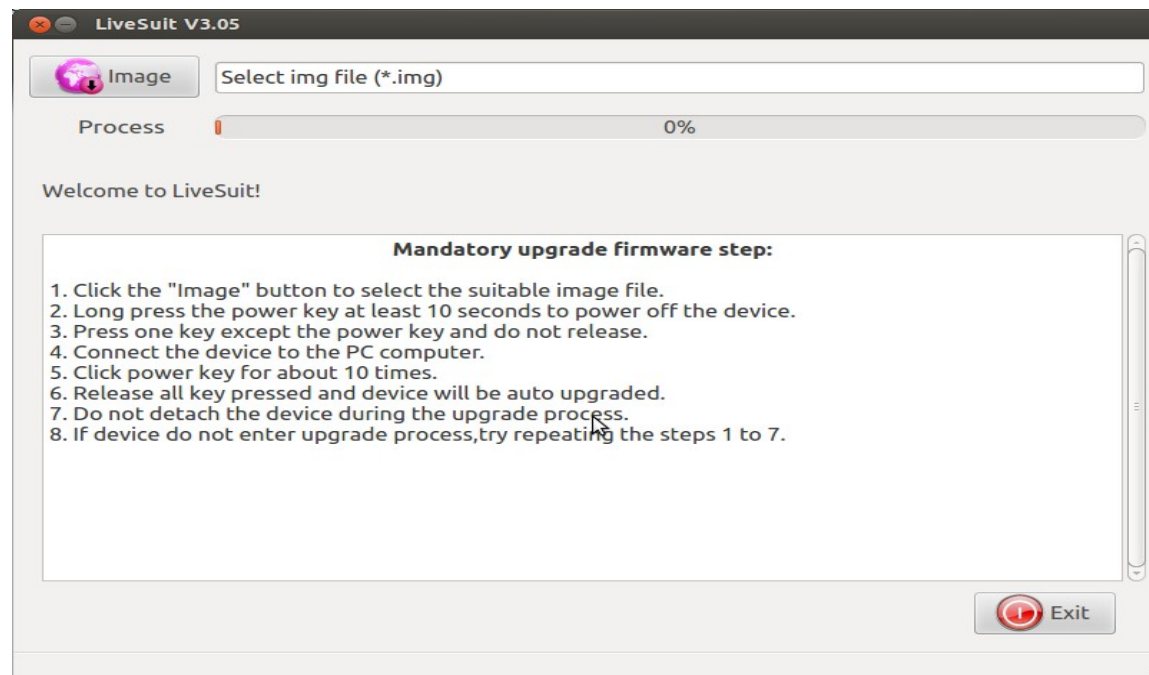 LiveSuit V3.05
Image
Select img file (*.img)
Process
0%
Welcome to LiveSuit!
Mandatory upgrade firmware step:
1. Click the "Image" button to select the suitable image file.
2. Long press the power key at least 10 seconds to power off the device.
3. Press one key except the power key and do not release.
4. Connect the device to the PC computer.
5. Click power key for about 10 times.
6. Release all key pressed and device will be auto upgraded.
7. Do not detach the device during the upgrade process.
8. If device do not enter upgrade process,try repeating the steps 1 to 7.
Exit